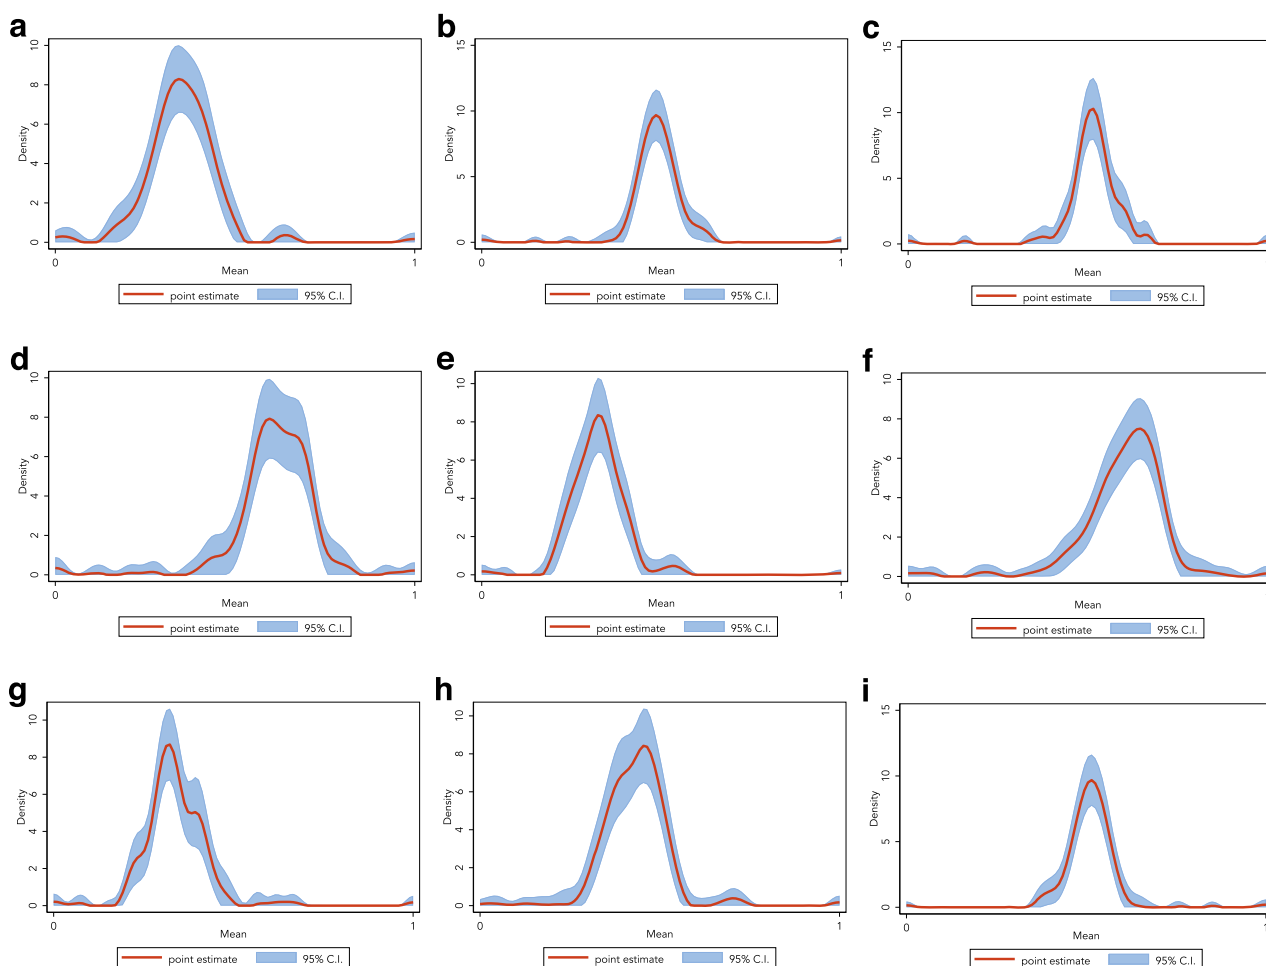 a b c
10 8 6 4 2 0 Density 0 1 Mean
15 10 5 0 Density 0 1 Mean
15 10 5 0 Density 0 1 Mean
point estimate 95% C.I. point estimate 95% C.I. point estimate 95% C.I.
d e f
10 8 6 4 2 0 Density 0 1 Mean
10 8 6 4 2 0 Density 0 1 Mean
10 8 6 4 2 0 Density 0 1 Mean
point estimate 95% C.I. point estimate 95% C.I. point estimate 95% C.I.
g h i
10 8 6 4 2 0 Density 0 1 Mean
10 8 6 4 2 0 Density 0 1 Mean
15 10 5 0 Density 0 1 Mean
point estimate 95% C.I. point estimate 95% C.I. point estimate 95% C.I.